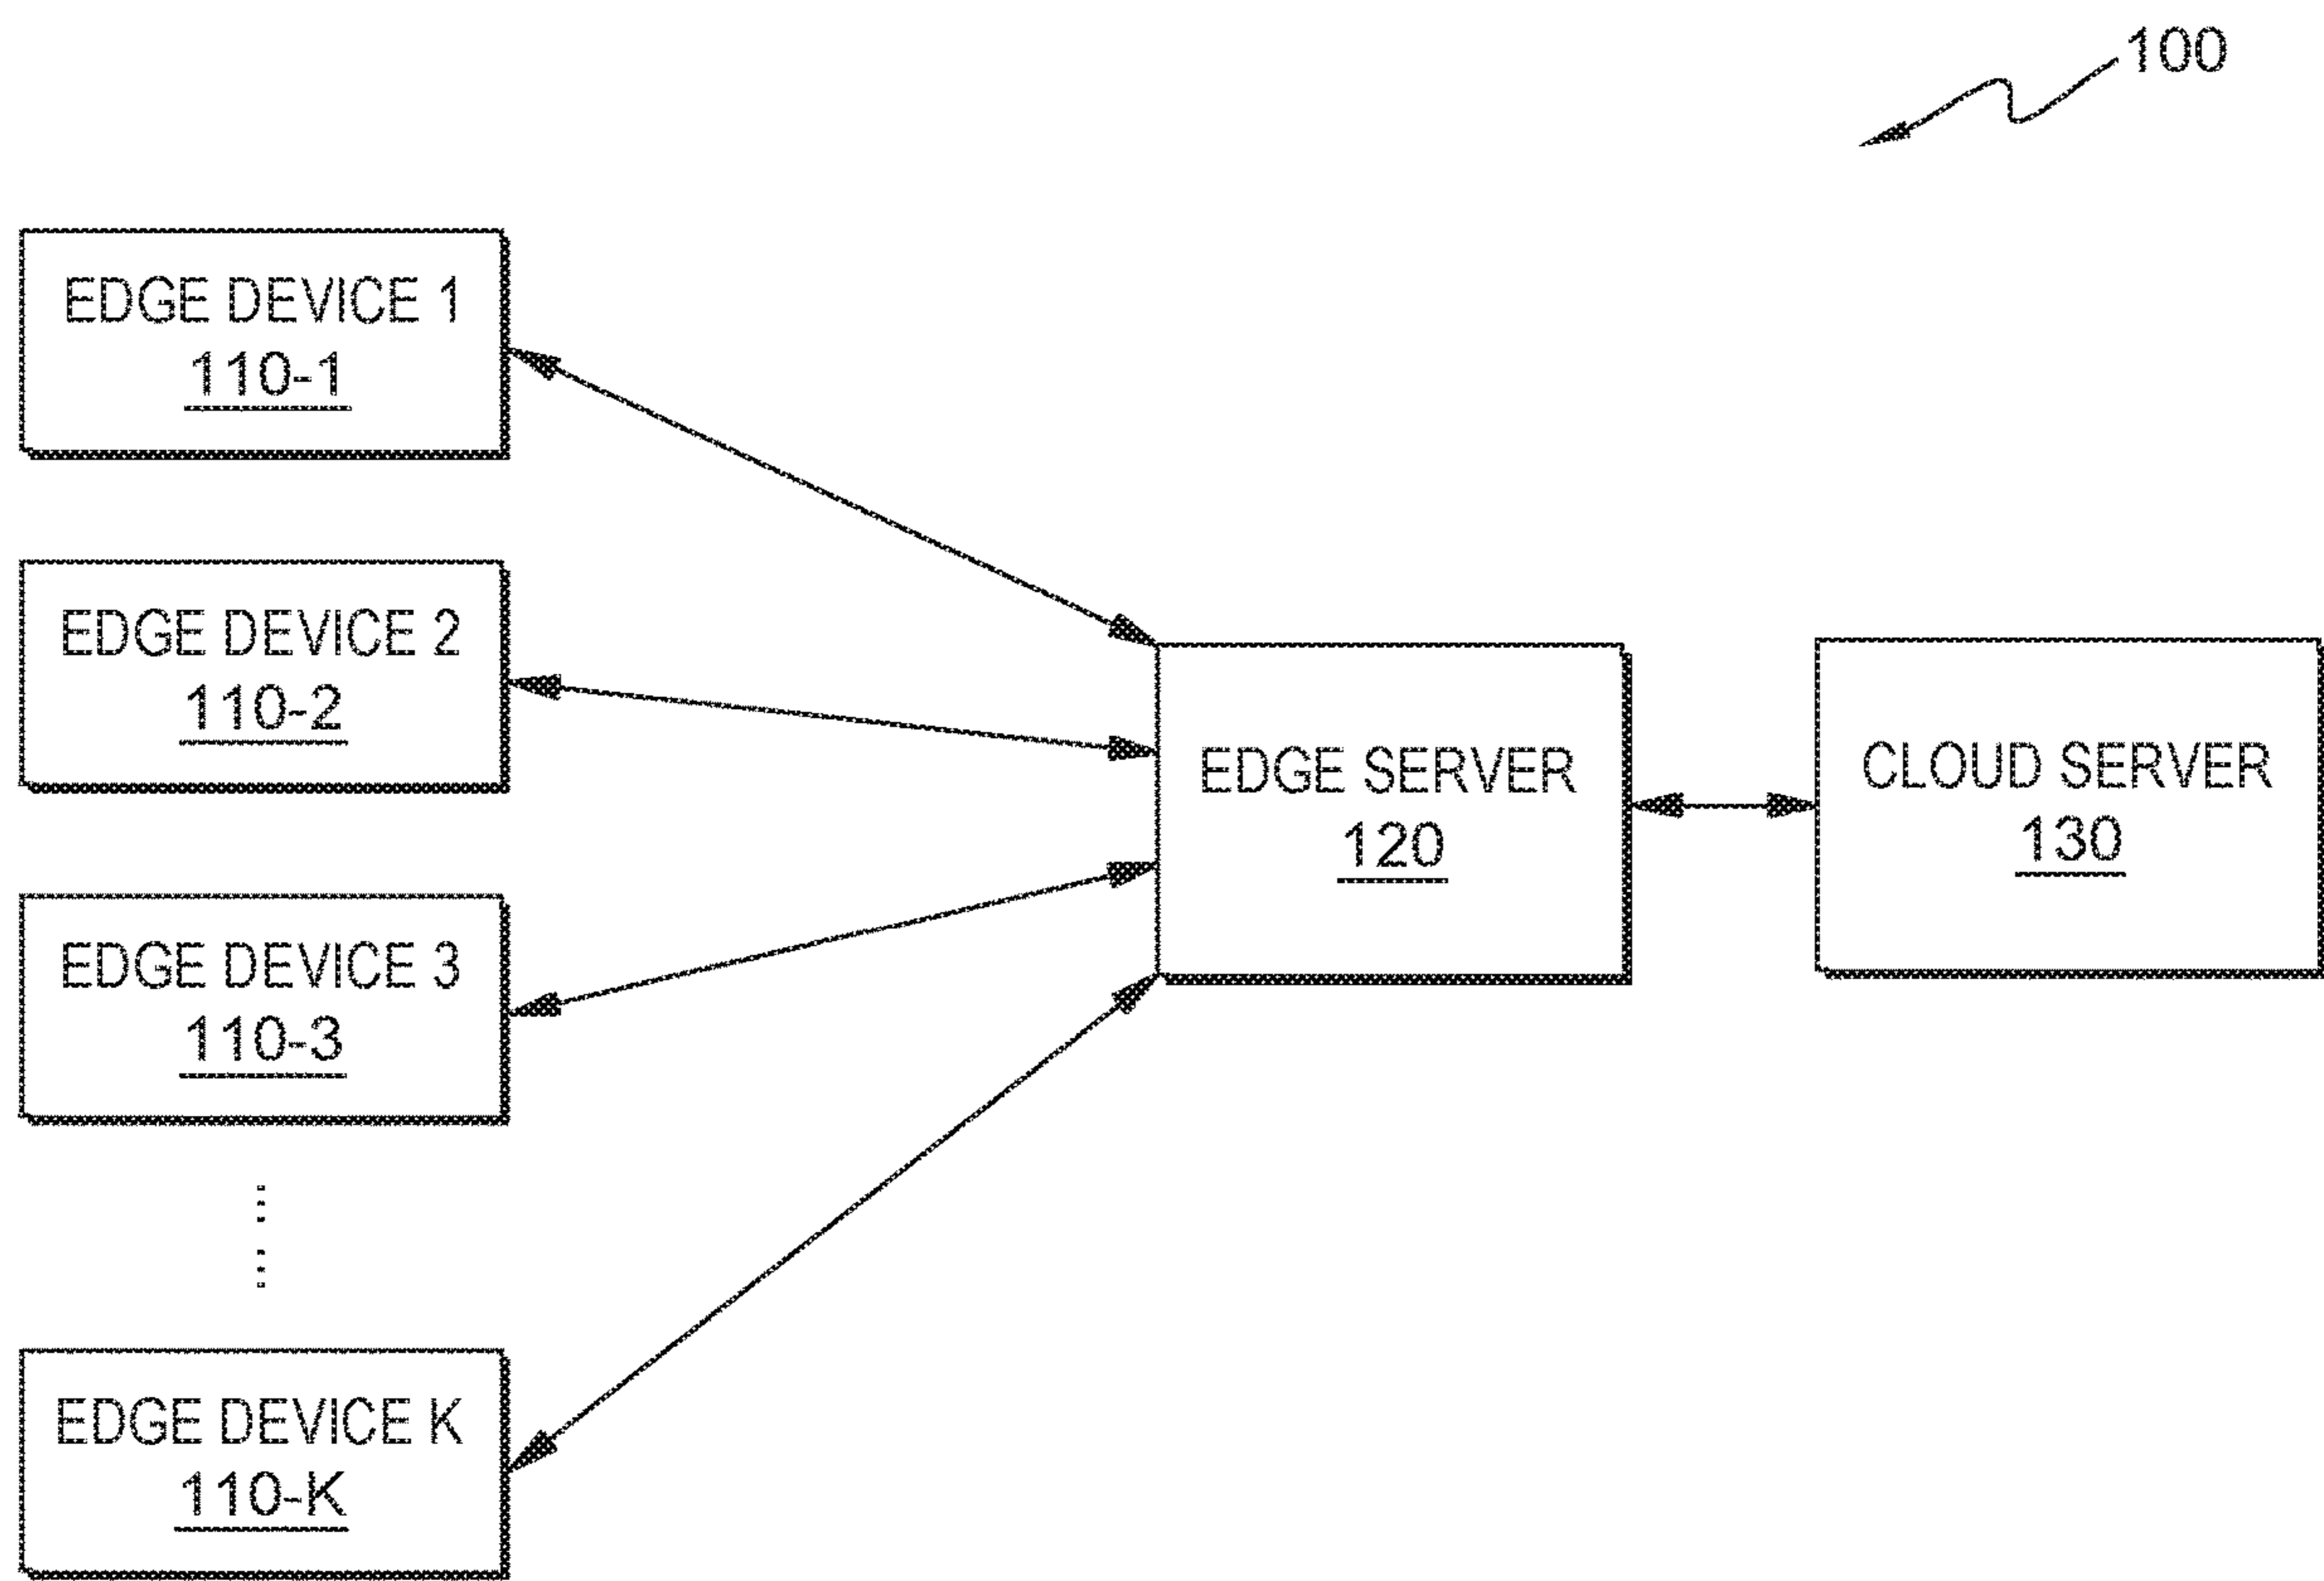 100
EDGE DEVICE 1
110-1
EDGE DEVICE 2
110-2
EDGE SERVER
120
CLOUD SERVER
130
EDGE DEVICE 3
110-3
EDGE DEVICE K
110-K